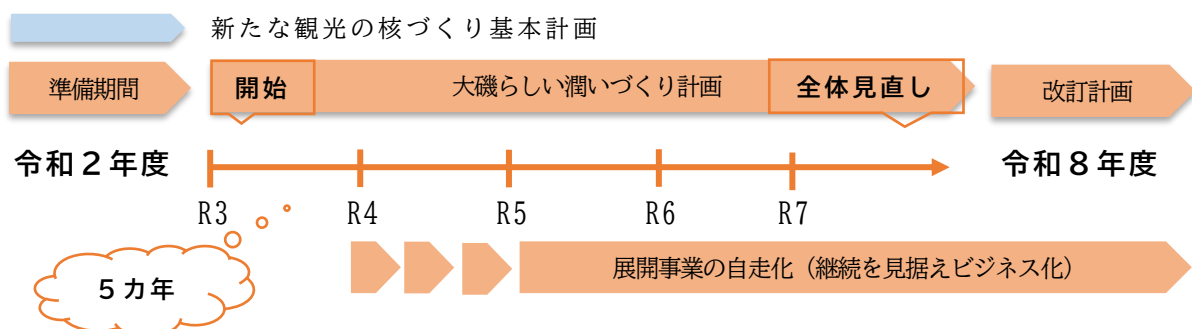 新たな観光の核づくり基本計画
準備期間
開始
大磯らしい潤いづくり計画
全体見直し
改訂計画
令和２年度
令和８年度
R3
R4
R5
R6
R7
５カ年
展開事業の自走化（継続を見据えビジネス化）